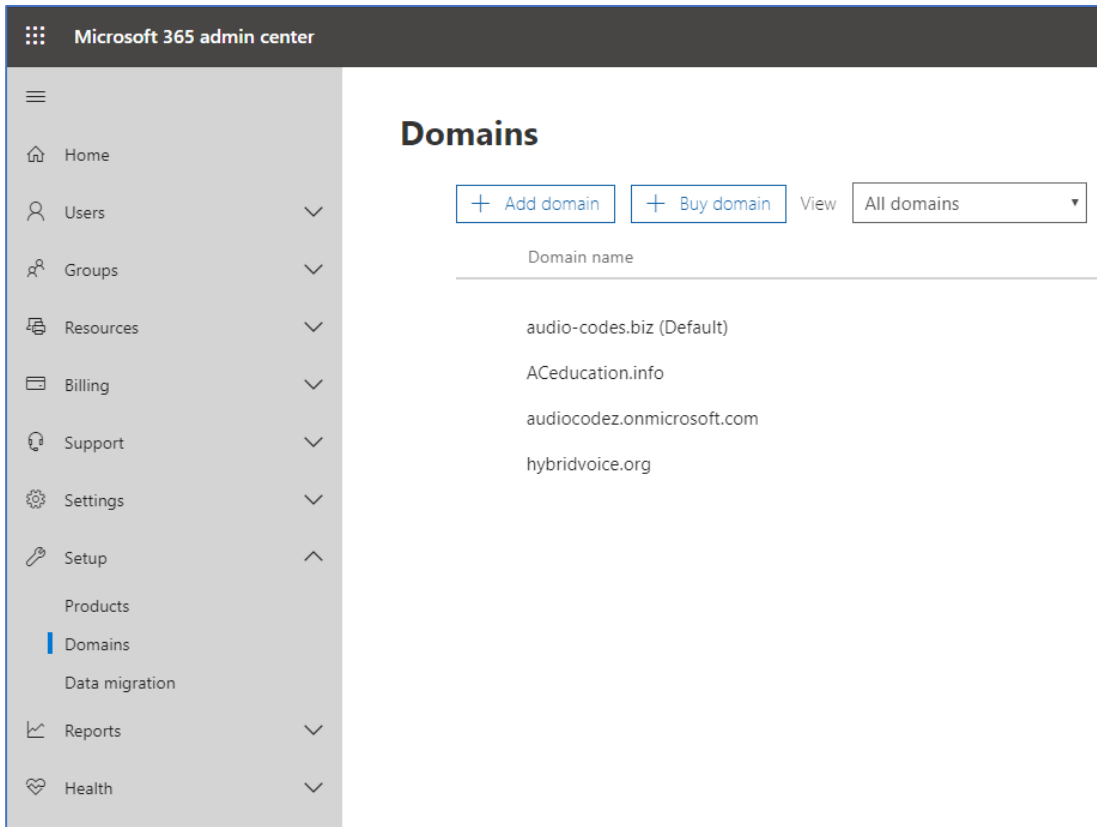 Microsoft 365 admin center
Home
Users
Groups
Resources
Billing
Support
Settings
Setup
Products
Domains
Data migration
Reports
Health
Domains
+ Add domain
+ Buy domain
View
All domains
Domain name
audio-codes.biz (Default)
ACeducation.info
audiocodez.onmicrosoft.com
hybridvoice.org